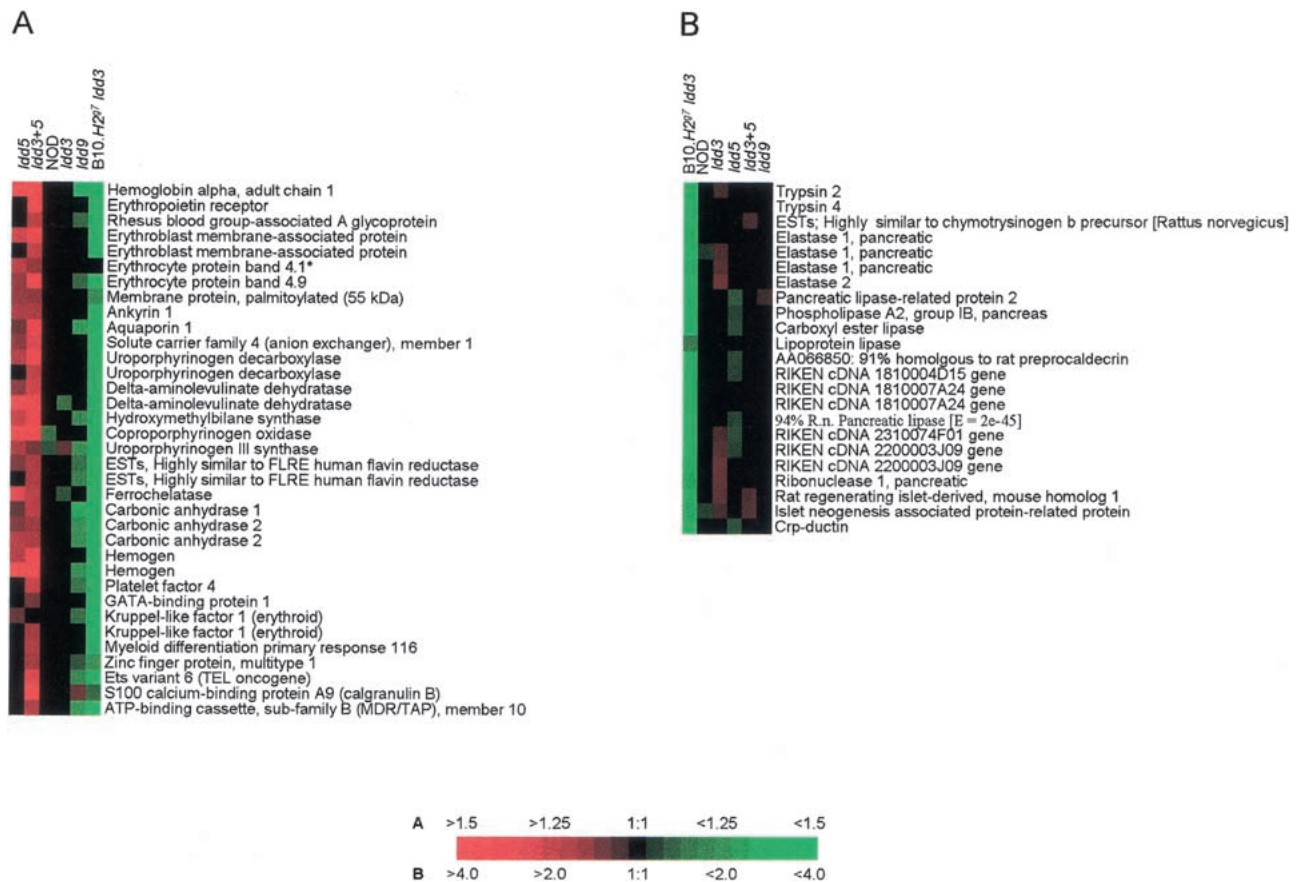 A
B
Idd5
Idd3+5
NOD
Idd3
Idd9
B10.H2g7 Idd3
Hemoglobin alpha, adult chain 1
Erythropoietin receptor
Rhesus blood group-associated A glycoprotein
Erythroblast membrane-associated protein
Erythroblast membrane-associated protein
Erythrocyte protein band 4.1*
Erythrocyte protein band 4.9
Membrane protein, palmitoylated (55 kDa)
Ankyrin 1
Aquaporin 1
Solute carrier family 4 (anion exchanger), member 1
Uroporphyrinogen decarboxylase
Uroporphyrinogen decarboxylase
Delta-aminolevulinate dehydratase
Delta-aminolevulinate dehydratase
Hydroxymethylbilane synthase
Coproporphyrinogen oxidase
Uroporphyrinogen III synthase
ESTs, Highly similar to FLRE human flavin reductase
ESTs, Highly similar to FLRE human flavin reductase
Ferrochelatase
Carbonic anhydrase 1
Carbonic anhydrase 2
Carbonic anhydrase 2
Hemogen
Hemogen
Platelet factor 4
GATA-binding protein 1
Kruppel-like factor 1 (erythroid)
Kruppel-like factor 1 (erythroid)
Myeloid differentiation primary response 116
Zinc finger protein, multitype 1
Ets variant 6 (TEL oncogene)
S100 calcium-binding protein A9 (calgranulin B)
ATP-binding cassette, sub-family B (MDR/TAP), member 10
B10.H2g7 Idd3
NOD
Idd3
Idd5
Idd3+5
Idd9
Trypsin 2
Trypsin 4
ESTs; Highly similar to chymotrysinogen b precursor [Rattus norvegicus]
Elastase 1, pancreatic
Elastase 1, pancreatic
Elastase 1, pancreatic
Elastase 2
Pancreatic lipase-related protein 2
Phospholipase A2, group IB, pancreas
Carboxyl ester lipase
Lipoprotein lipase
AA066850: 91% homolgous to rat preprocaldecrin
RIKEN cDNA 1810004D15 gene
RIKEN cDNA 1810007A24 gene
RIKEN cDNA 1810007A24 gene
94% R.n. Pancreatic lipase [E = 2e-45]
RIKEN cDNA 2310074F01 gene
RIKEN cDNA 2200003J09 gene
RIKEN cDNA 2200003J09 gene
Ribonuclease 1, pancreatic
Rat regenerating islet-derived, mouse homolog 1
Islet neogenesis associated protein-related protein
Crp-ductin
A >1.5 >1.25 1:1 <1.25 <1.5
B >4.0 >2.0 1:1 <2.0 <4.0